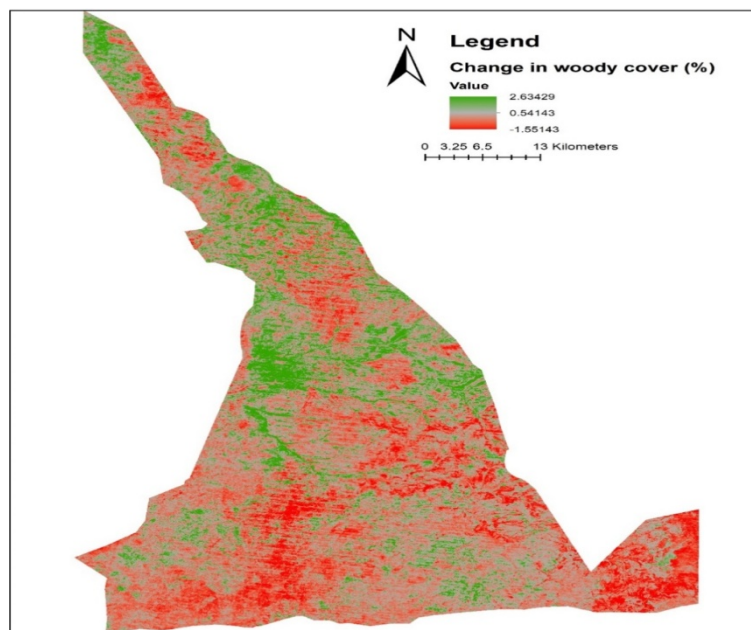 N
Legend
Change in woody cover (%)
Value
2.63429
0.54143
-1.55143
0 3.25 6.5 13 Kilometers